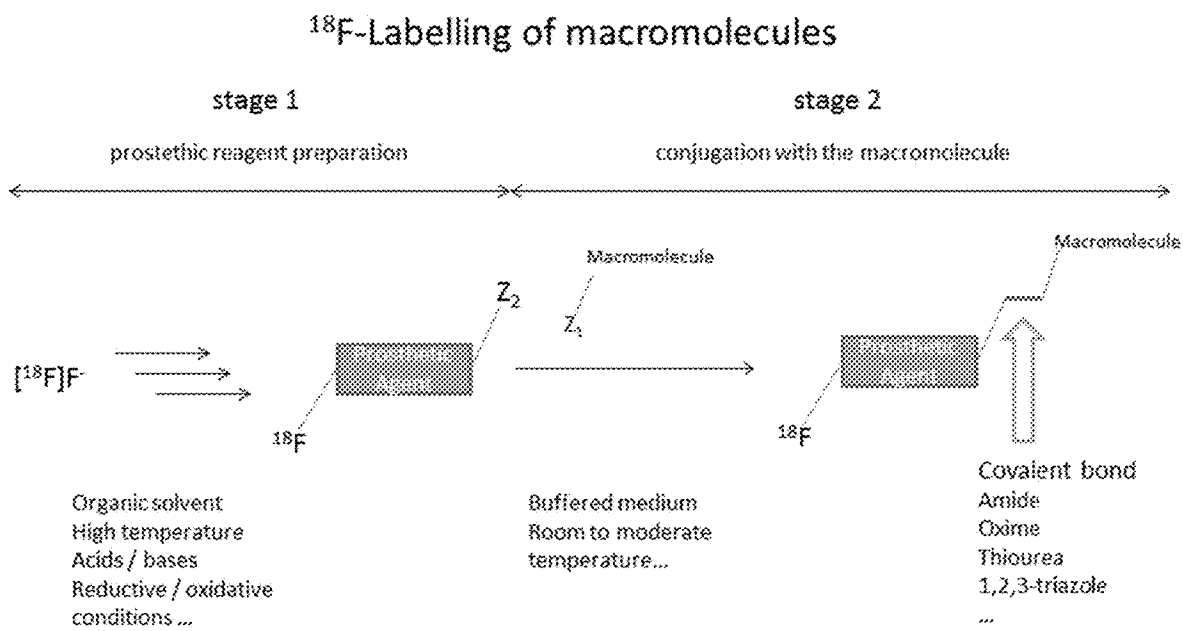 ¹⁸F-Labelling of macromolecules
stage 1
stage 2
prostethic reagent preparation
conjugation with the macromolecule
[¹⁸F]F⁻
¹⁸F
Agent
Z₂
Macromolecule
Z₁
¹⁸F
Agent
Macromolecule
Organic solvent
High temperature
Acids / bases
Reductive / oxidative
conditions ...
Buffered medium
Room to moderate
temperature...
Covalent bond
Amide
Oxime
Thiourea
1,2,3-triazole
...